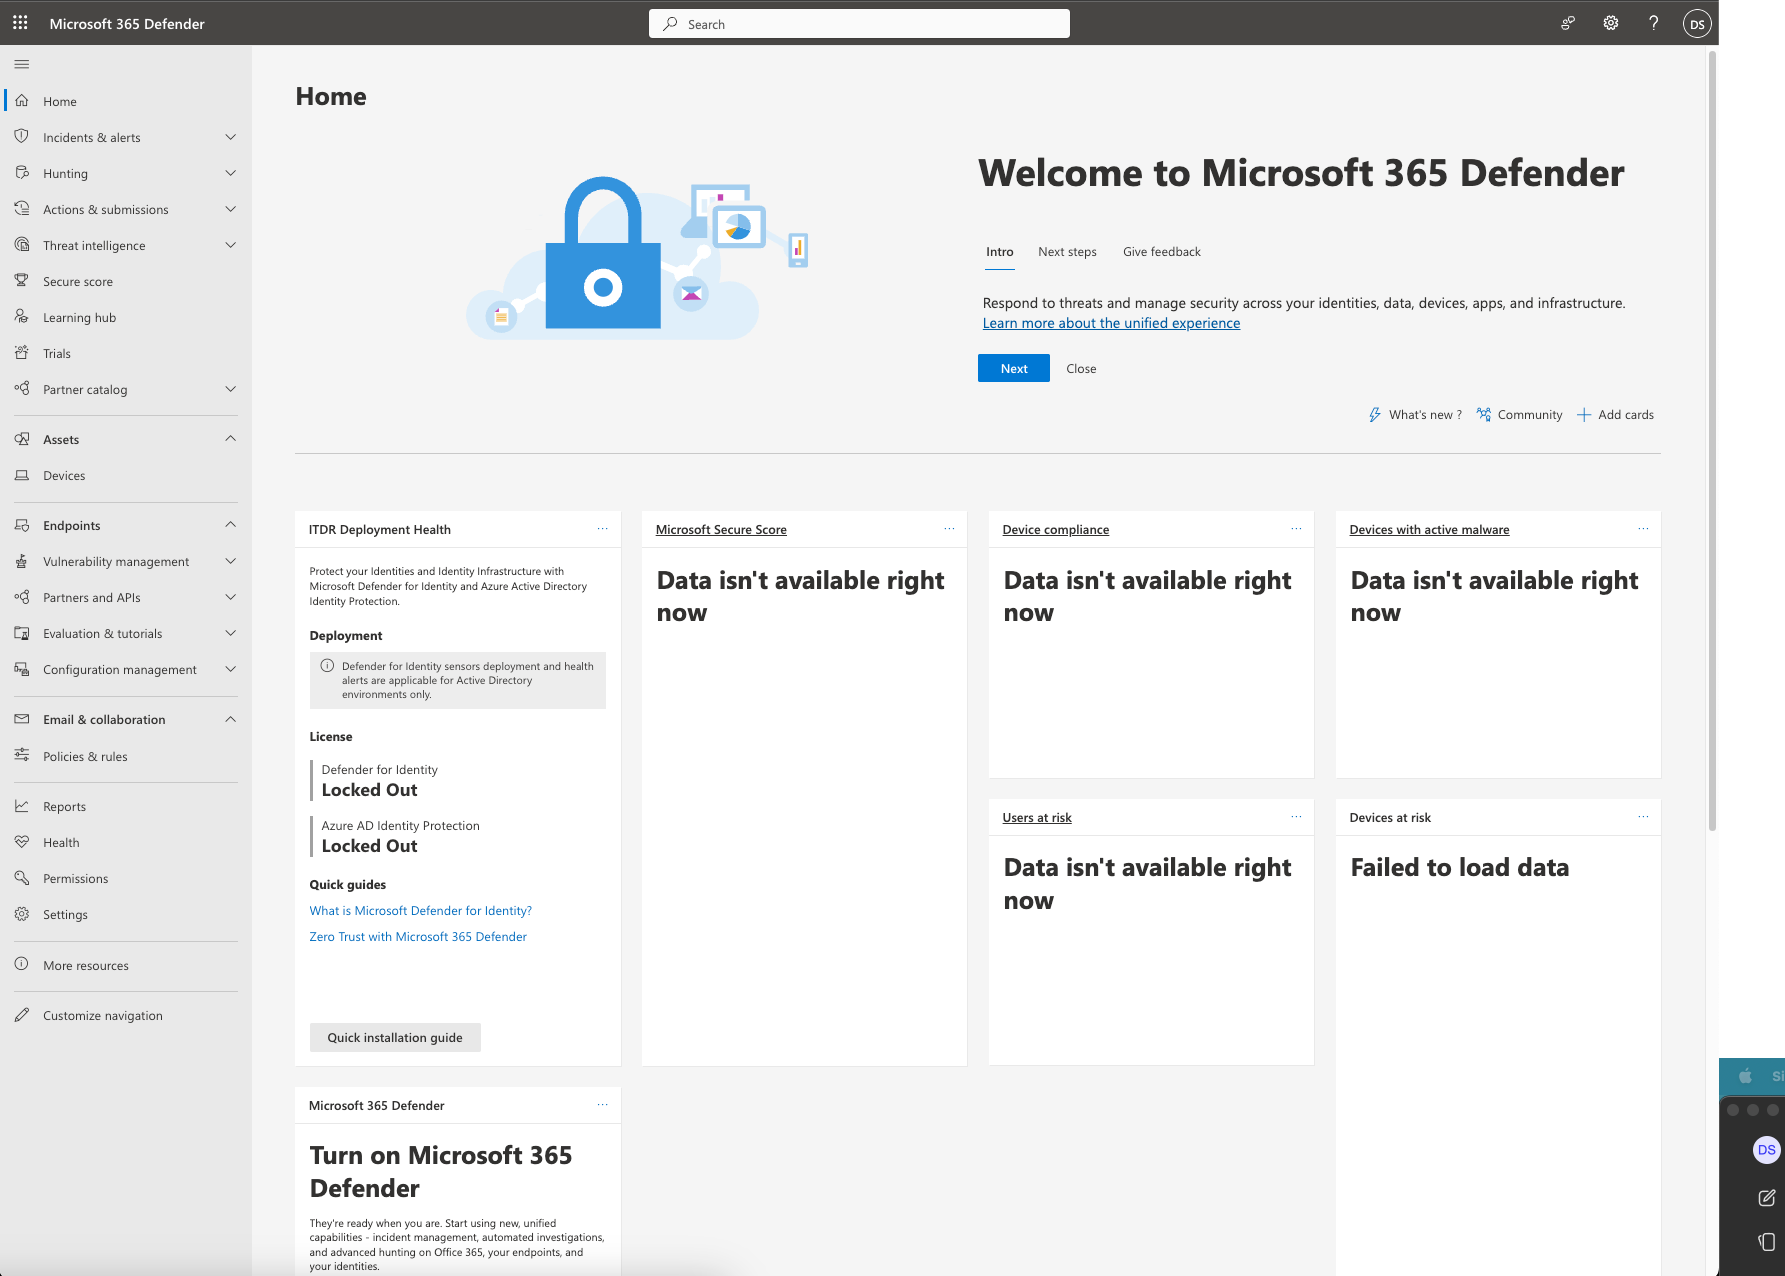 Microsoft 365 Defender
Search
DS
Home
Incidents & alerts
Hunting
Actions & submissions
Threat intelligence
Secure score
Learning hub
Trials
Partner catalog
Assets
Devices
Endpoints
Vulnerability management
Partners and APIs
Evaluation & tutorials
Configuration management
Email & collaboration
Policies & rules
Reports
Health
Permissions
Settings
More resources
Customize navigation
Home
Welcome to Microsoft 365 Defender
Intro Next steps Give feedback
Respond to threats and manage security across your identities, data, devices, apps, and infrastructure.
Learn more about the unified experience
Next Close
What's new ? Community Add cards
ITDR Deployment Health
Protect your Identities and Identity Infrastructure with
Microsoft Defender for Identity and Azure Active Directory
Identity Protection.
Deployment
Defender for Identity sensors deployment and health
alerts are applicable for Active Directory
environments only.
License
Defender for Identity
Locked Out
Azure AD Identity Protection
Locked Out
Quick guides
What is Microsoft Defender for Identity?
Zero Trust with Microsoft 365 Defender
Quick installation guide
Microsoft Secure Score
Data isn't available right
now
Device compliance
Data isn't available right
now
Devices with active malware
Data isn't available right
now
Users at risk
Data isn't available right
now
Devices at risk
Failed to load data
Microsoft 365 Defender
Turn on Microsoft 365
Defender
They're ready when you are. Start using new, unified
capabilities - incident management, automated investigations,
and advanced hunting on Office 365, your endpoints, and
your identities.
Si
DS